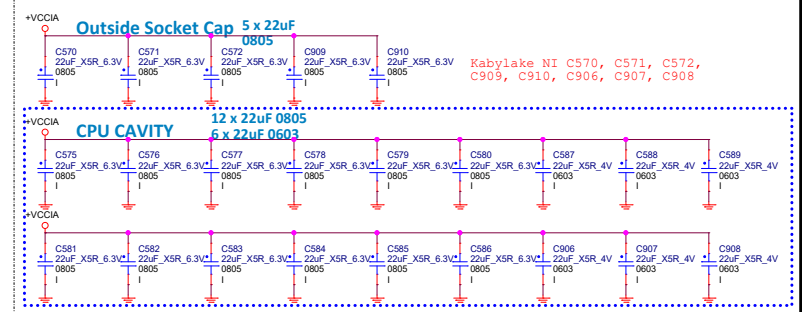 +VCCIA
Outside Socket Cap 5 x 22uF
0805
C570 C571 C572 C909 C910
22uF_X5R_6.3V 22uF_X5R_6.3V 22uF_X5R_6.3V 22uF_X5R_6.3V 22uF_X5R_6.3V
0805 0805 0805 0805 0805
I I I I I
Kabylake NI C570, C571, C572,
C909, C910, C906, C907, C908
+VCCIA
CPU CAVITY
12 x 22uF 0805
6 x 22uF 0603
C575 C576 C577 C578 C579 C580 C587 C588 C589
22uF_X5R_6.3V 22uF_X5R_6.3V 22uF_X5R_6.3V 22uF_X5R_6.3V 22uF_X5R_6.3V 22uF_X5R_6.3V 22uF_X5R_4V 22uF_X5R_4V 22uF_X5R_4V
0805 0805 0805 0805 0805 0805 0603 0603 0603
I I I I I I I I I
+VCCIA
C581 C582 C583 C584 C585 C586 C906 C907 C908
22uF_X5R_6.3V 22uF_X5R_6.3V 22uF_X5R_6.3V 22uF_X5R_6.3V 22uF_X5R_6.3V 22uF_X5R_6.3V 22uF_X5R_4V 22uF_X5R_4V 22uF_X5R_4V
0805 0805 0805 0805 0805 0805 0603 0603 0603
I I I I I I I I I